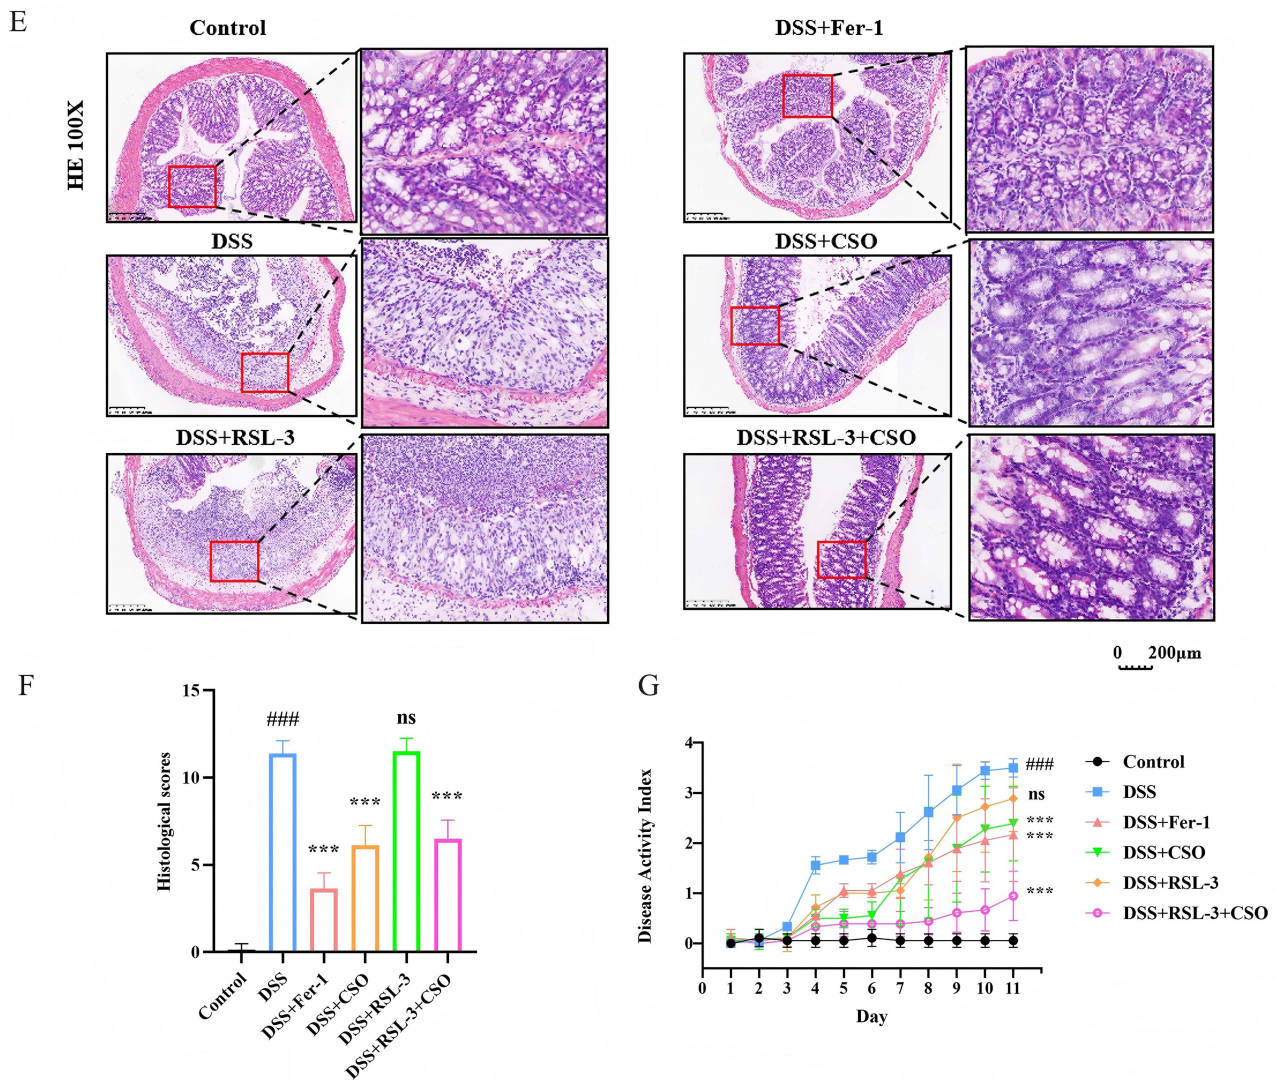 E
Control
DSS+Fer-1
HE 100X
DSS
DSS+CSO
DSS+RSL-3
DSS+RSL-3+CSO
0 200μm
F
15
10
5
0
Histological scores
###
***
***
ns
***
Control
DSS
DSS+Fer-1
DSS+CSO
DSS+RSL-3
DSS+RSL-3+CSO
G
4
3
2
1
0
Disease Activity Index
###
ns
***
***
***
0 1 2 3 4 5 6 7 8 9 10 11
Day
Control
DSS
DSS+Fer-1
DSS+CSO
DSS+RSL-3
DSS+RSL-3+CSO